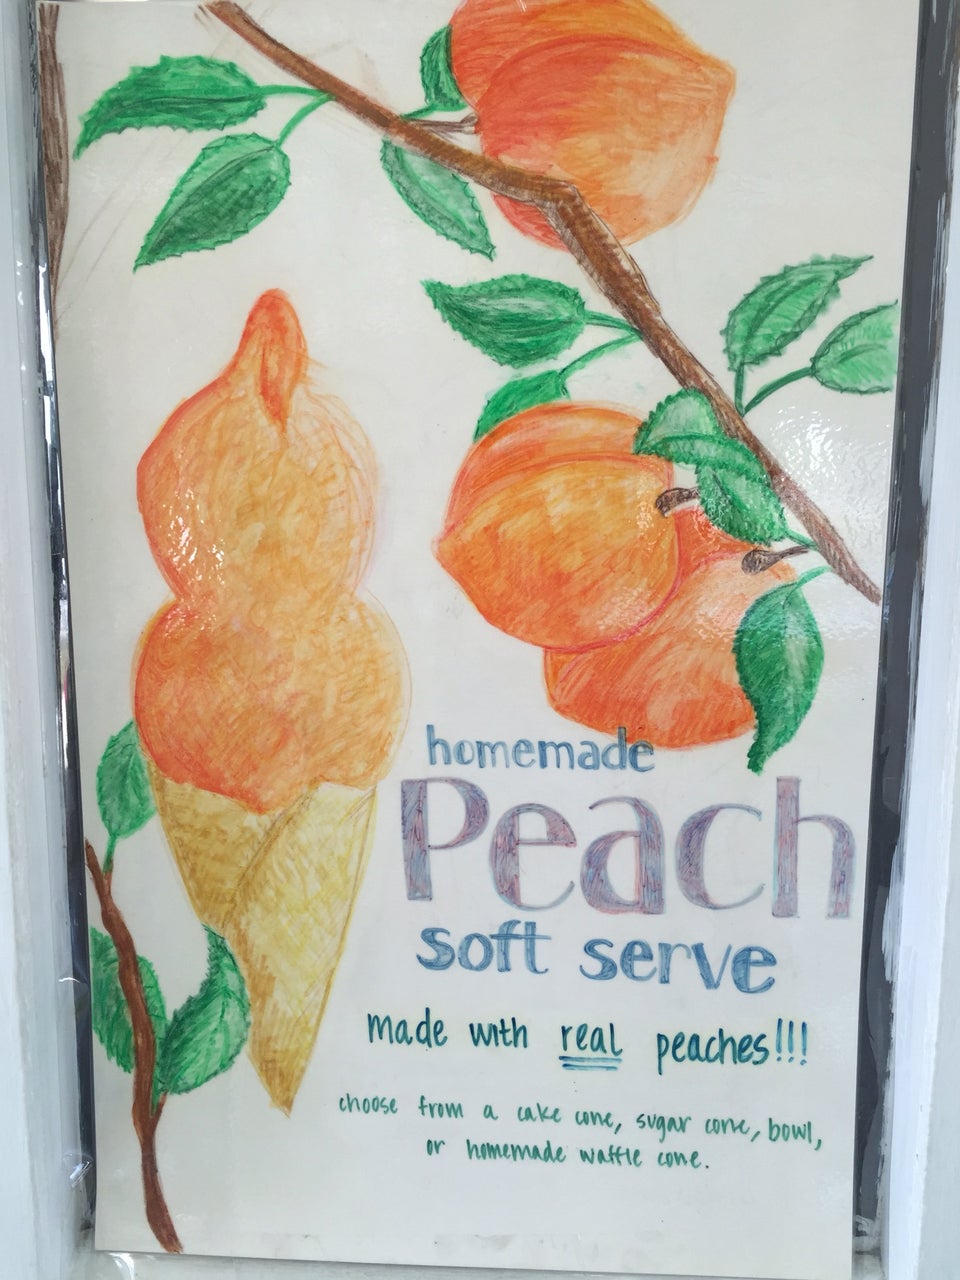 homemade
Peach
soft serve
made with real peaches!!!
choose from a cake cone, sugar cone, bowl,
or homemade waffle cone.